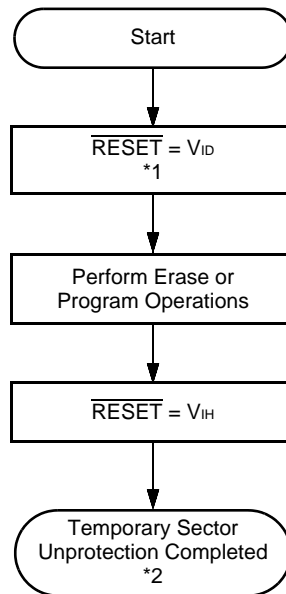 Start
RESET = VID
*1
Perform Erase or
Program Operations
RESET = VIH
Temporary Sector
Unprotection Completed
*2